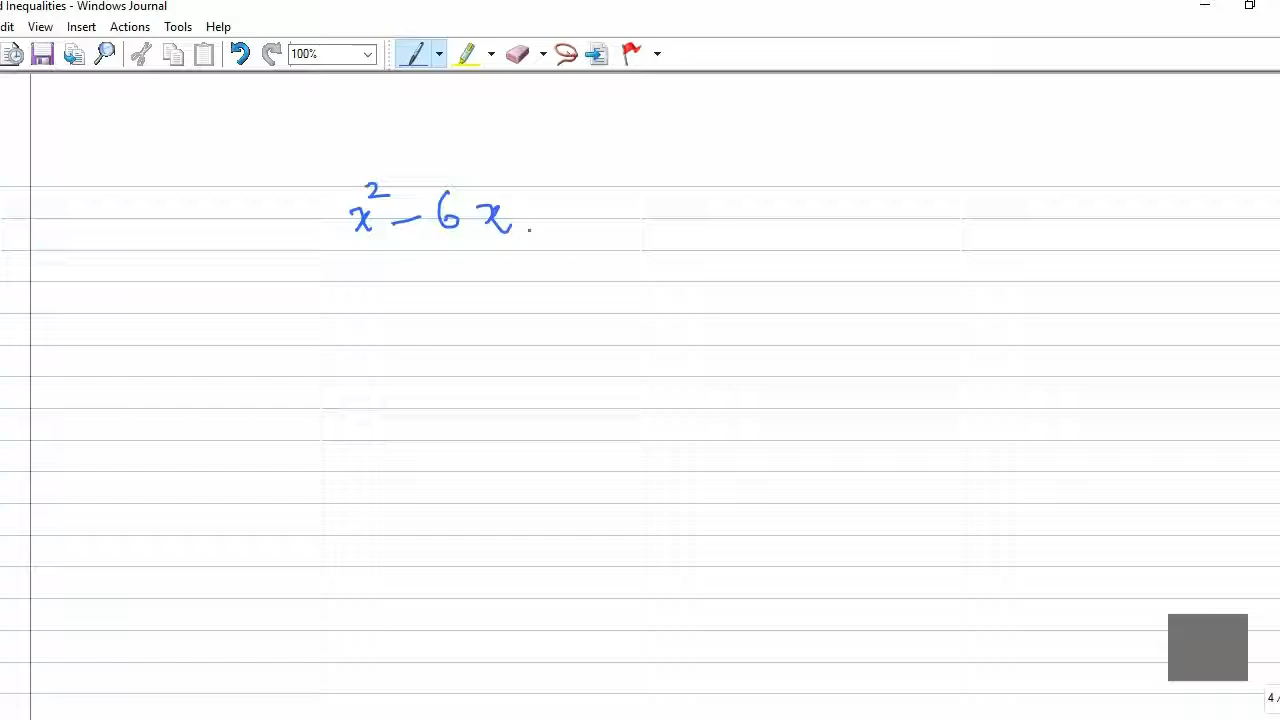 d Inequalities - Windows Journal
dit View Insert Actions Tools Help
100%
x² - 6x
4 /